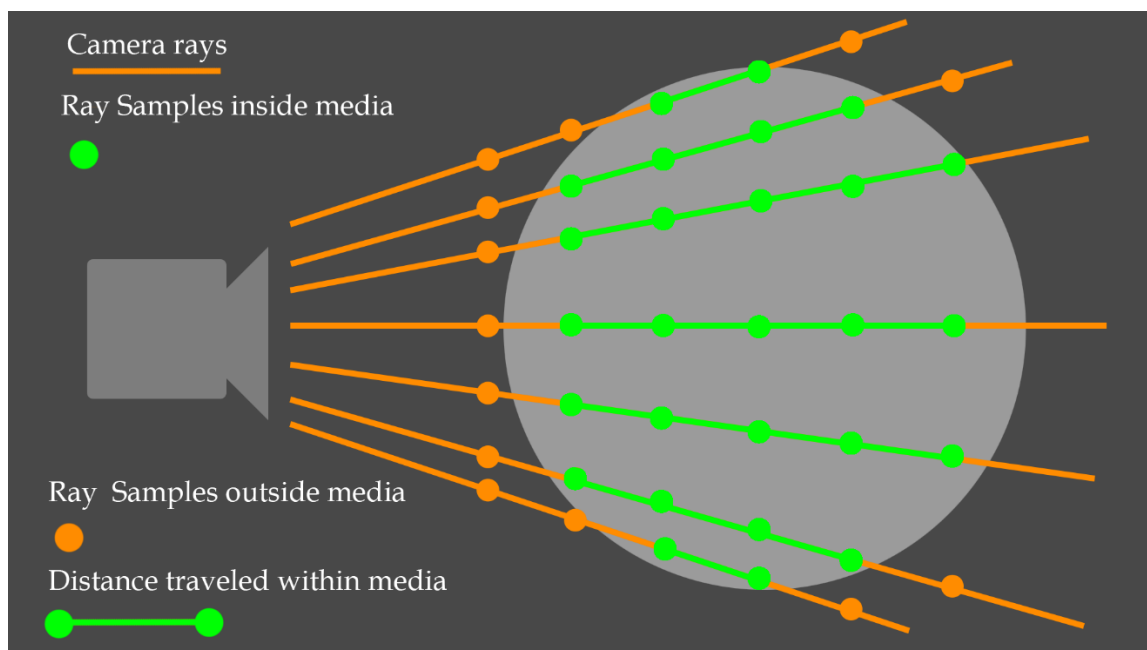 Camera rays
Ray Samples inside media
Ray Samples outside media
Distance traveled within media